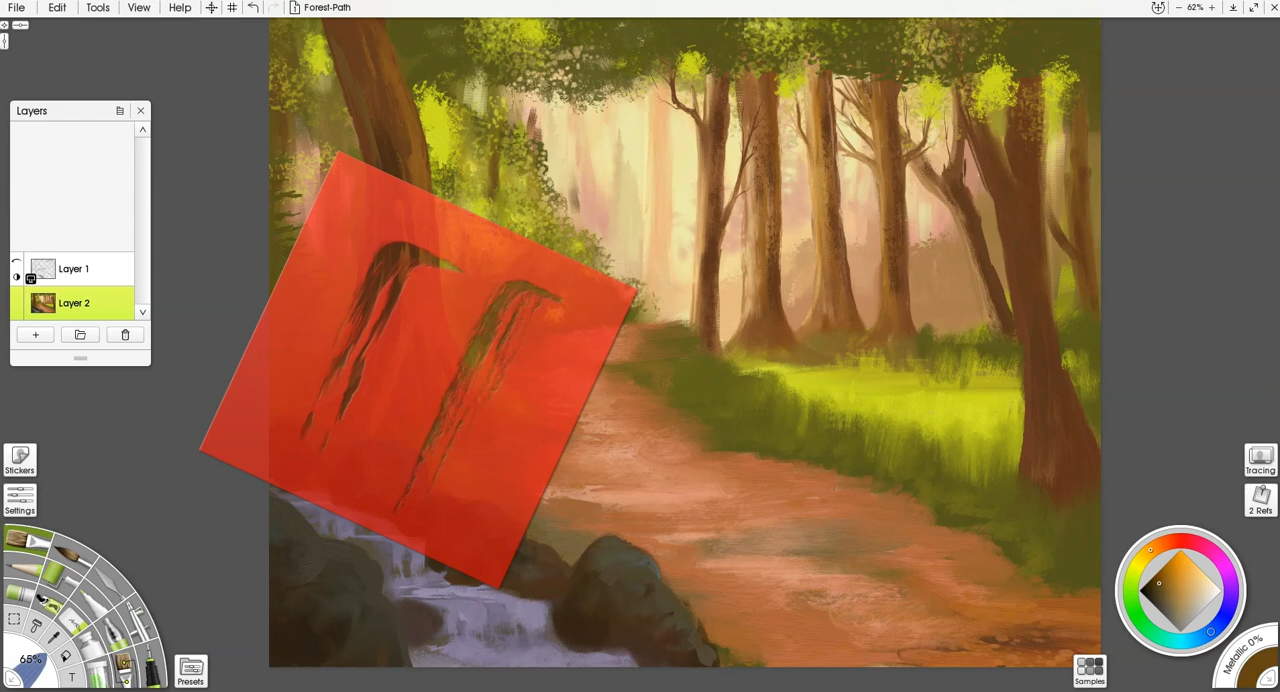 File Edit Tools View Help Forest-Path 62%
Layers
Layer 1
Layer 2
Stickers
Settings
65%
T
Presets
Tracing
2 Refs
Metallic 0%
Samples